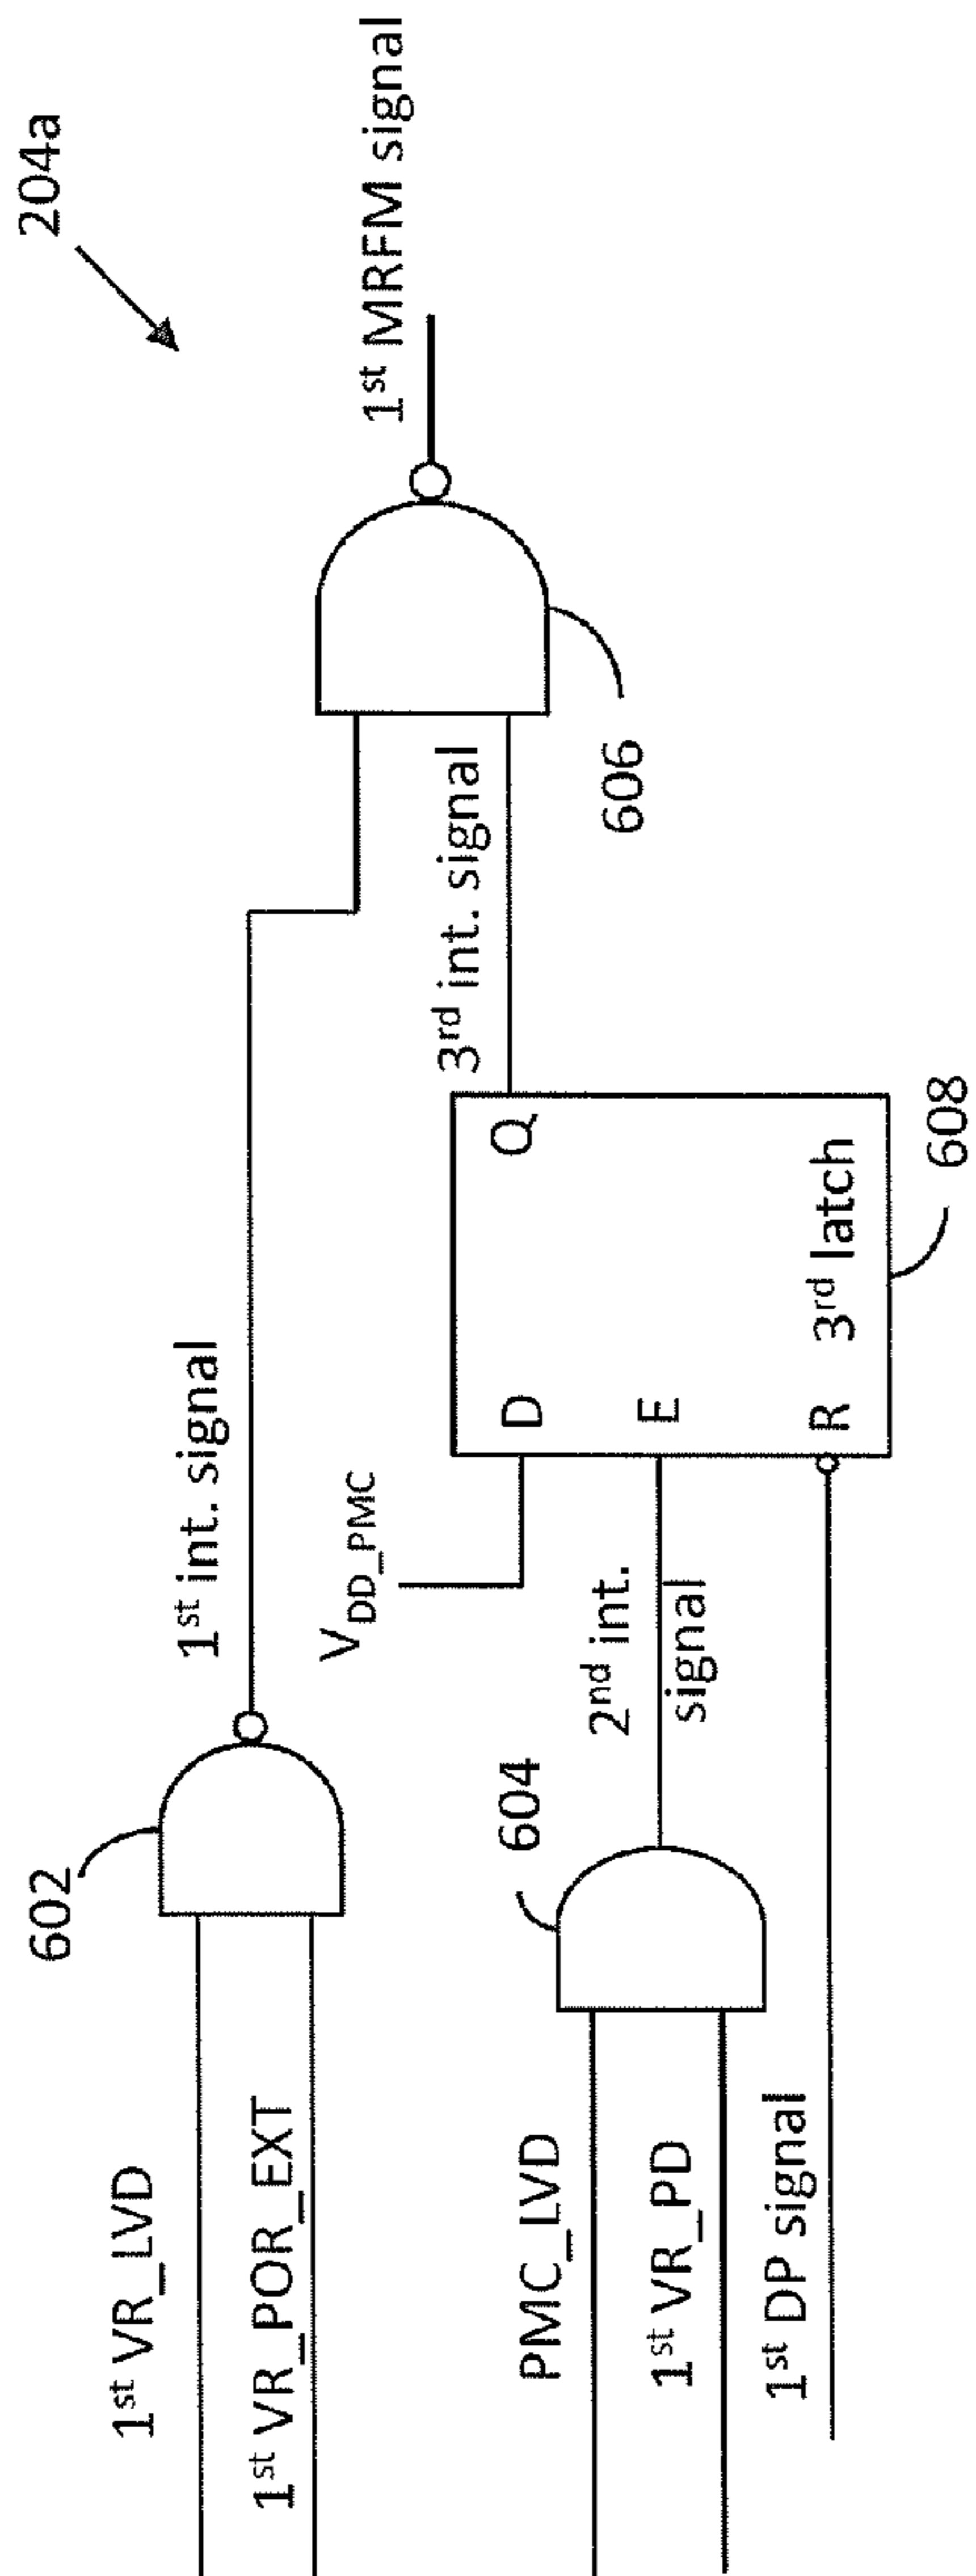 204a
1st VR_LVD
1st VR_POR_EXT
602
1st int. signal
1st MRFM signal
VDD_PMC
606
PMC_LVD
1st VR_PD
604
2nd int.
signal
D
E
R
Q
3rd latch
3rd int. signal
1st DP signal
608